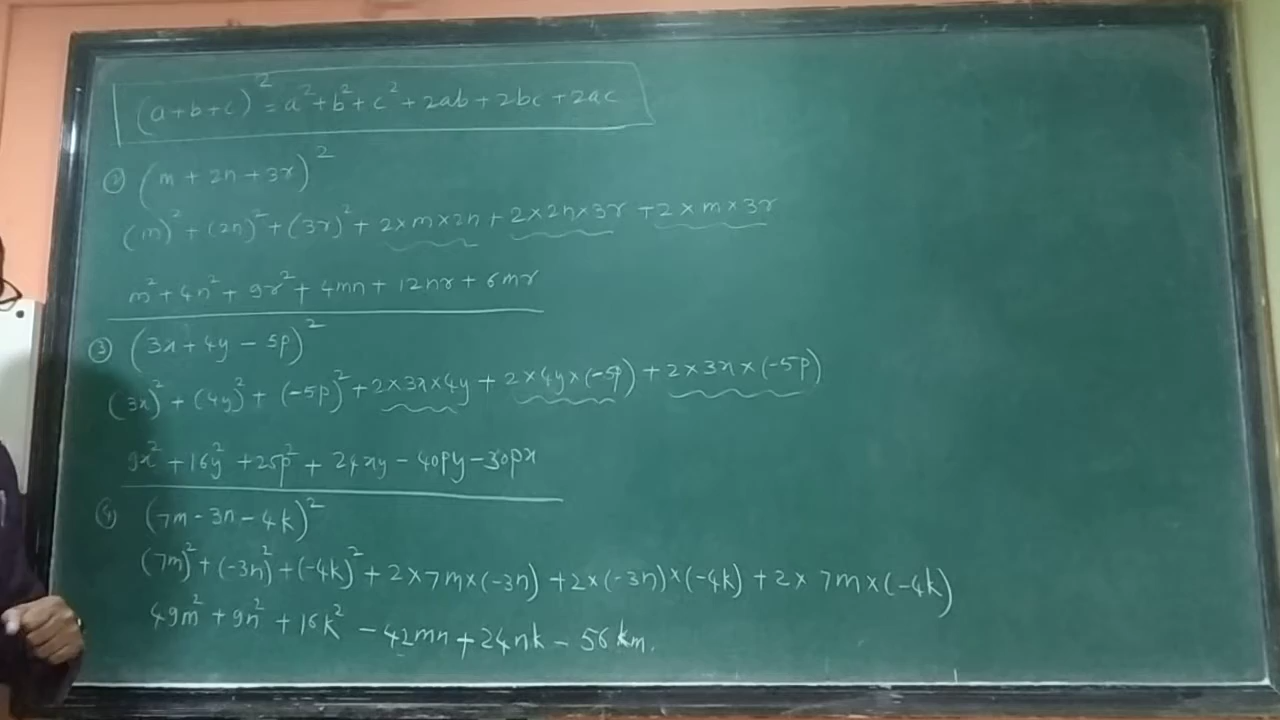 (a+b+c)² = a²+b²+c²+2ab+2bc+2ac
② (m + 2n + 3r)²
(m)² + (2n)² + (3r)² + 2×m×2n + 2×2n×3r + 2×m×3r
m² + 4n² + 9r² + 4mn + 12nr + 6mr
③ (3x + 4y - 5p)²
(3x)² + (4y)² + (-5p)² + 2×3x×4y + 2×4y×(-5p) + 2×3x×(-5p)
9x² + 16y² + 25p² + 24xy - 40py - 30px
④ (7m - 3n - 4k)²
(7m)² + (-3n)² + (-4k)² + 2×7m×(-3n) + 2×(-3n)×(-4k) + 2×7m×(-4k)
49m² + 9n² + 16k² - 42mn + 24nk - 56km.